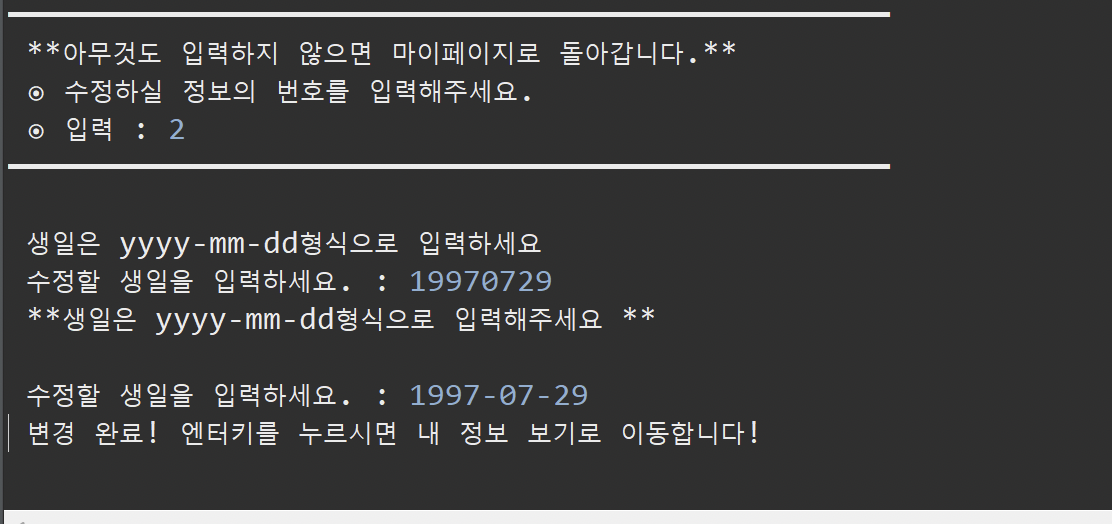 **아무것도 입력하지 않으면 마이페이지로 돌아갑니다.**
◉ 수정하실 정보의 번호를 입력해주세요.
◉ 입력 : 2
생일은 yyyy-mm-dd형식으로 입력하세요
수정할 생일을 입력하세요. : 19970729
**생일은 yyyy-mm-dd형식으로 입력해주세요 **
수정할 생일을 입력하세요. : 1997-07-29
변경 완료! 엔터키를 누르시면 내 정보 보기로 이동합니다!